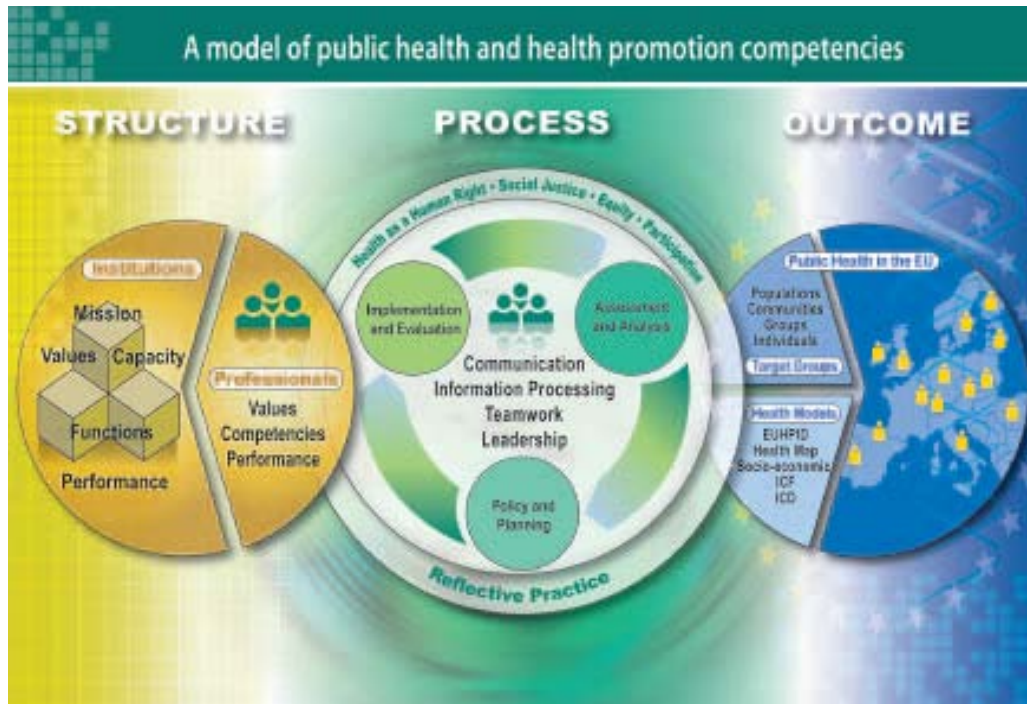 A model of public health and health promotion competencies
STRUCTURE
PROCESS
OUTCOME
Institutions
Mission
Values
Capacity
Functions
Performance
Professionals
Values
Competencies
Performance
Health as a Human Right • Social Justice • Equity • Participation
Implementation
and Evaluation
Assessment
and Analysis
Communication
Information Processing
Teamwork
Leadership
Policy and
Planning
Reflective Practice
Public Health in the EU
Populations
Communities
Groups
Individuals
Target Groups
Health Models
EUHPID
Health Map
Socio-economic
ICF
ICD